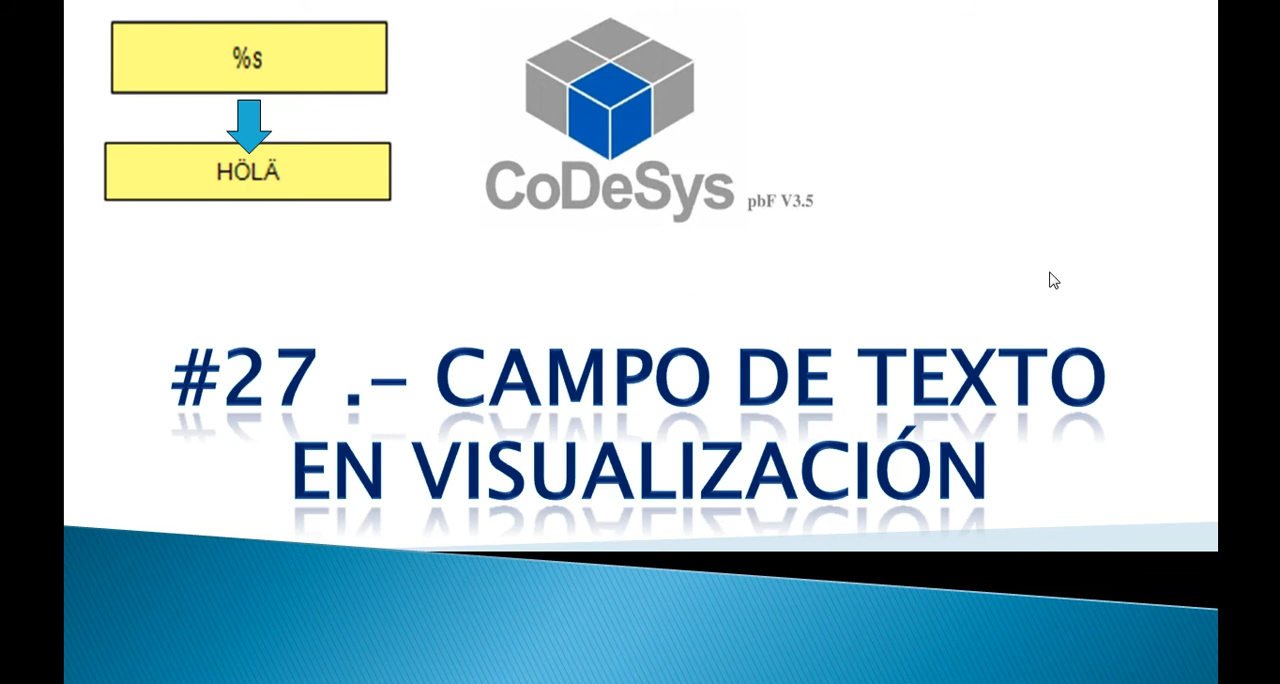 %s
HÖLÄ
CoDeSys pbF V3.5
#27 .- CAMPO DE TEXTO
EN VISUALIZACIÓN